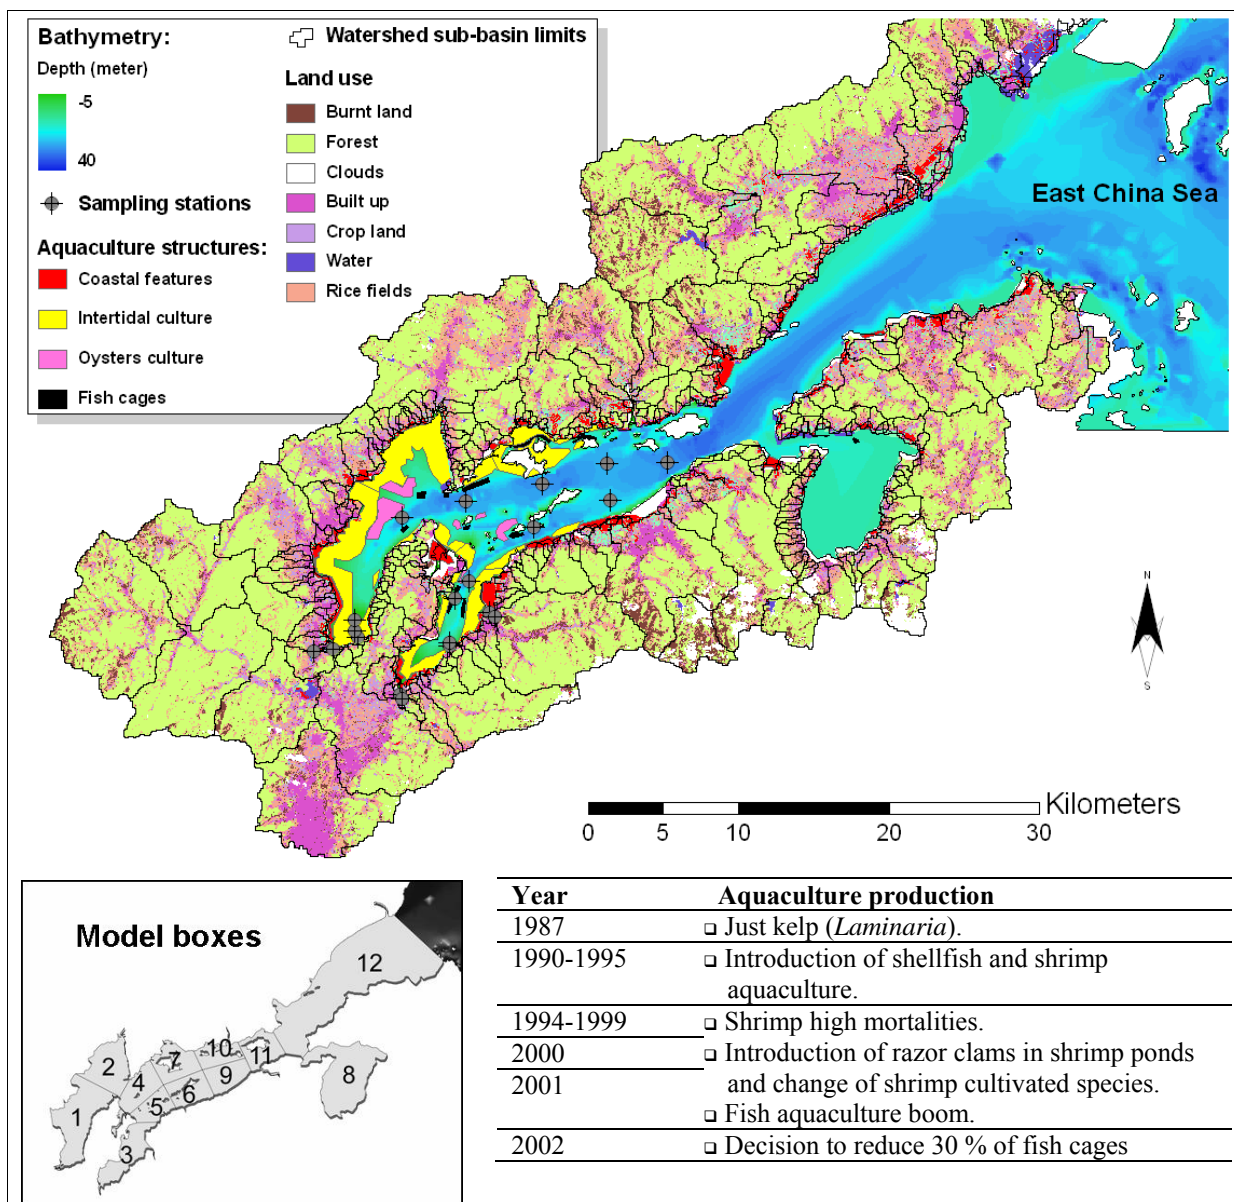 Bathymetry:
Depth (meter)
-5
40
Sampling stations
Aquaculture structures:
Coastal features
Intertidal culture
Oysters culture
Fish cages
Watershed sub-basin limits
Land use
Burnt land
Forest
Clouds
Built up
Crop land
Water
Rice fields
East China Sea
N
S
Kilometers
0 5 10 20 30
Model boxes
12
10
11
7
2
4
9
8
6
5
1
3
Year Aquaculture production
1987 ❑ Just kelp (Laminaria).
1990-1995 ❑ Introduction of shellfish and shrimp
aquaculture.
1994-1999 ❑ Shrimp high mortalities.
2000 ❑ Introduction of razor clams in shrimp ponds
2001 and change of shrimp cultivated species.
❑ Fish aquaculture boom.
2002 ❑ Decision to reduce 30 % of fish cages